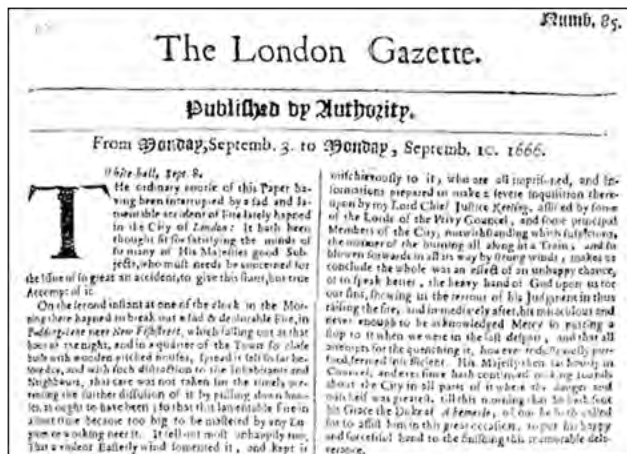 Numb. 85.
The London Gazette.
Publiſhed by Authority.
From Monday, Septemb. 3. to Monday, Septemb. 10. 1666.
White-hall, Sept. 8.
THe ordinary courſe of this Paper ha-
ving been interrupted by a ſad and la-
mentable accident of Fire lately hapned
in the City of London: It hath been
thought fit for ſatisfying the minds of
ſo many of His Majeſties good Sub-
jects, who muſt needs be concerned for
the Iſſue of ſo great an accident, to give this ſhort, but true
Accompt of it.
On the ſecond inſtant at one of the clock in the Mor-
ning there hapned to break out a ſad & deplorable Fire, in
Pudding-lane neer New Fiſhſtreet, which falling out at that
hour of the night, and in a quarter of the Town ſo cloſe
built with wooden pitched houſes, ſpread it ſelf ſo far be-
fore day, and with ſuch diſtraction to the Inhabitants and
Neighbours, that care was not taken for the timely pre-
venting the further diffuſion of it by pulling down hou-
ſes, as ought to have been; ſo that this lamentable Fire in
a ſhort time became too big to be maſtered by any En-
gines or working neer it. It fell out moſt unhappily too,
That a violent Eaſterly wind fomented it, and kept it
miſchievouſly to it, who are all impriſoned, and In-
formations prepared to make a ſevere inquiſition there-
upon by my Lord Chief Juſtice Keeling, aſſiſted by ſome
of the Lords of the Privy Councel, and ſome principal
Members of the City, notwithſtanding which ſuſpicions,
the manner of the burning all along in a Train, and ſo
blowen forwards in all its way by ſtrong winds, makes us
conclude the whole was an effect of an unhappy chance,
or to ſpeak better, the heavy hand of God upon us for
our ſins, ſhewing us the terrour of his Judgment in thus
raiſing the fire, and immediately after, his miraculous and
never enough to be acknowledged Mercy in putting a
ſtop to it when we were in the laſt deſpair, and that all
attempts for the quenching it, however induſtriouſly pur-
ſued, ſeemed inſufficient. His Majeſty then ſat hourly in
Councel, and ever ſince hath continued making rounds
about the City in all parts of it where the danger and
miſchief was greateſt, till this morning that he hath ſent
his Grace the Duke of Albemarle, whom he hath called
for to aſſiſt him in this great occaſion, to put his happy
and ſucceſsful hand to the finiſhing this memorable deli-
verance.